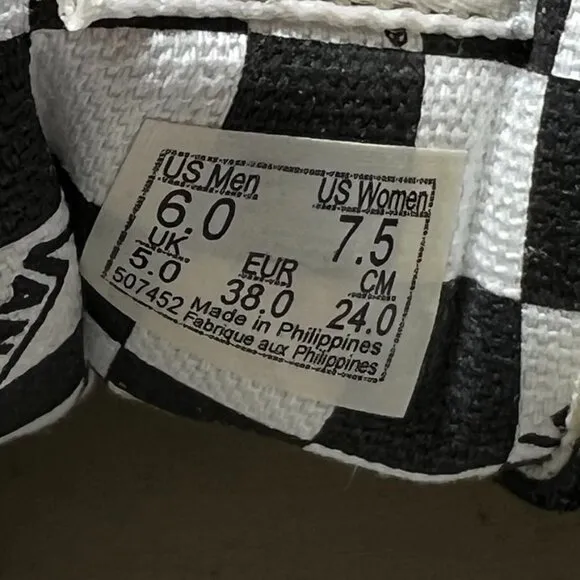 US Men US Women
6.0 7.5
UK EUR CM
5.0 38.0 24.0
507452 Made in Philippines
Fabrique aux Philippines